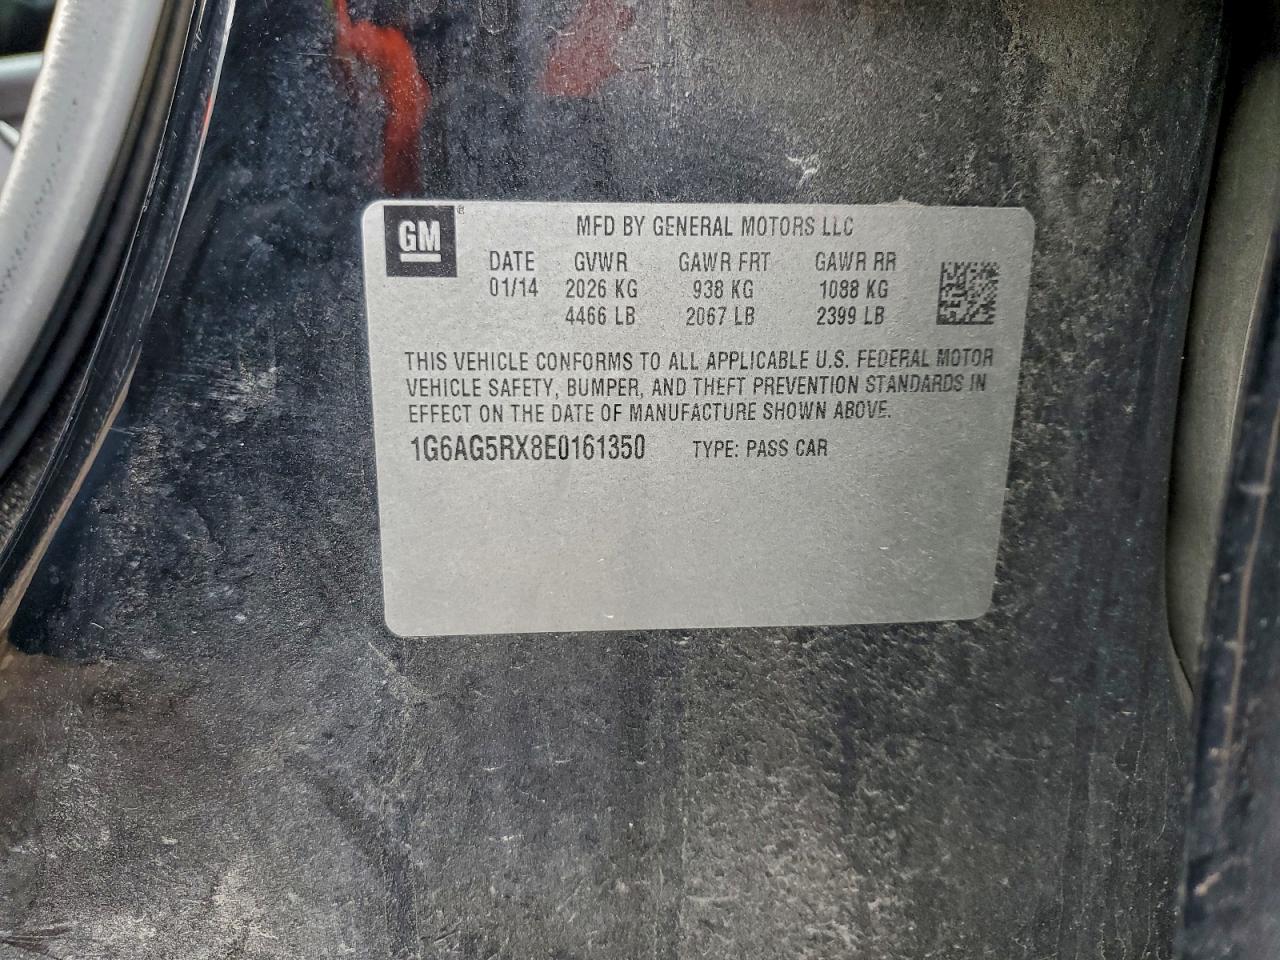 GM®
MFD BY GENERAL MOTORS LLC
DATE GVWR GAWR FRT GAWR RR
01/14 2026 KG 938 KG 1088 KG
4466 LB 2067 LB 2399 LB
THIS VEHICLE CONFORMS TO ALL APPLICABLE U.S. FEDERAL MOTOR
VEHICLE SAFETY, BUMPER, AND THEFT PREVENTION STANDARDS IN
EFFECT ON THE DATE OF MANUFACTURE SHOWN ABOVE.
1G6AG5RX8E0161350 TYPE: PASS CAR